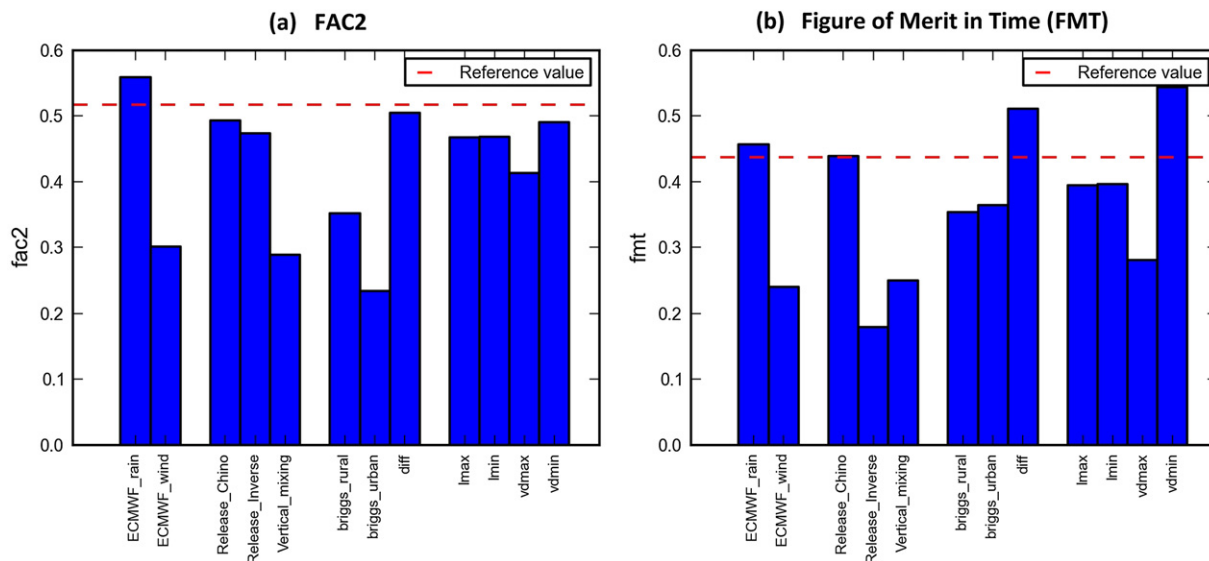 (a) FAC2
0.6
0.5
0.4
0.3
0.2
0.1
0.0
fac2
Reference value
ECMWF_rain
ECMWF_wind
Release_Chino
Release_Inverse
Vertical_mixing
briggs_rural
briggs_urban
diff
lmax
lmin
vdmax
vdmin
(b) Figure of Merit in Time (FMT)
0.6
0.5
0.4
0.3
0.2
0.1
0.0
fmt
Reference value
ECMWF_rain
ECMWF_wind
Release_Chino
Release_Inverse
Vertical_mixing
briggs_rural
briggs_urban
diff
lmax
lmin
vdmax
vdmin